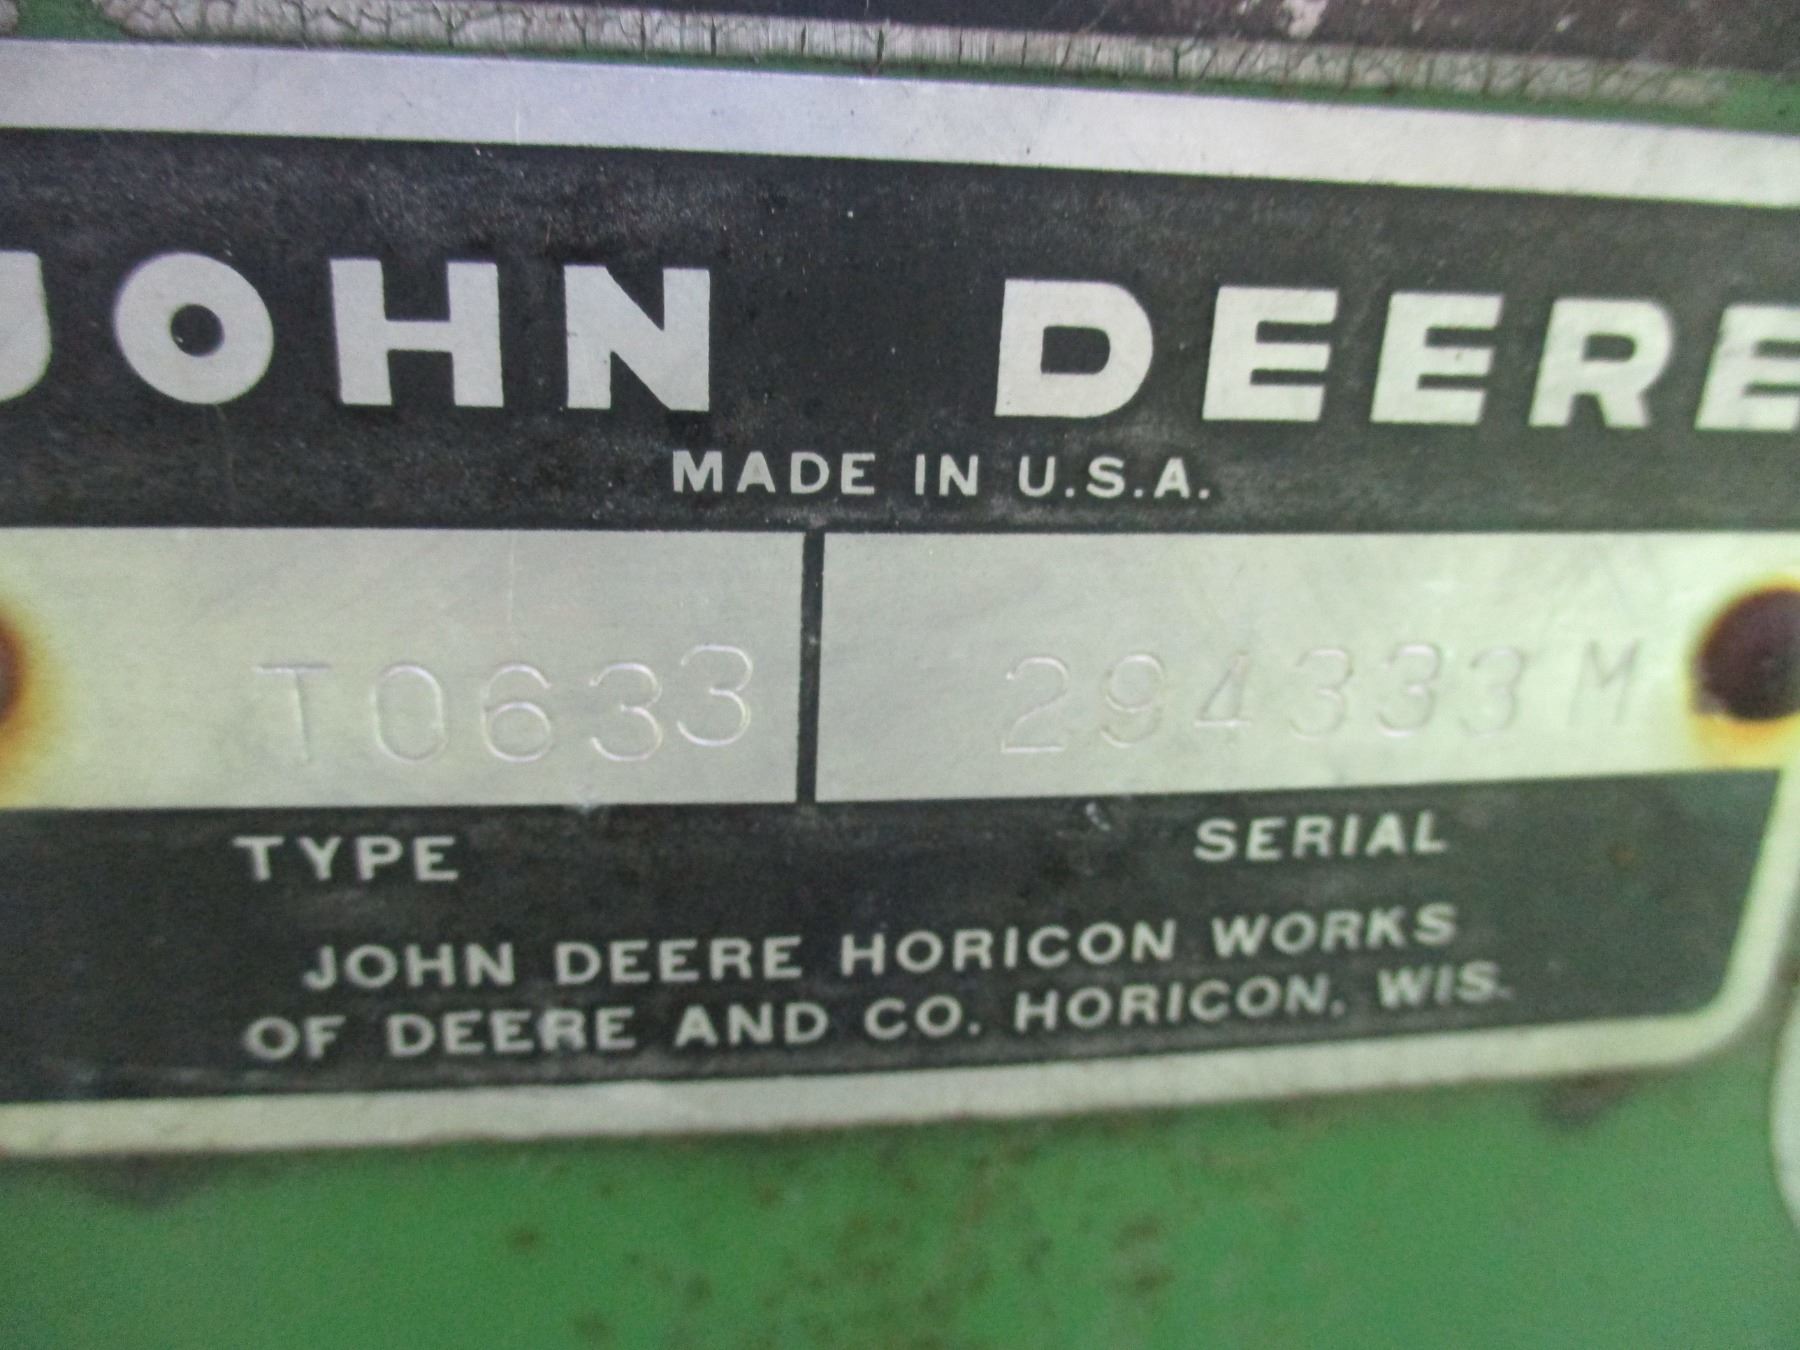 JOHN DEERE
MADE IN U.S.A.
T0633 294333M
TYPE SERIAL
JOHN DEERE HORICON WORKS
OF DEERE AND CO. HORICON, WIS.